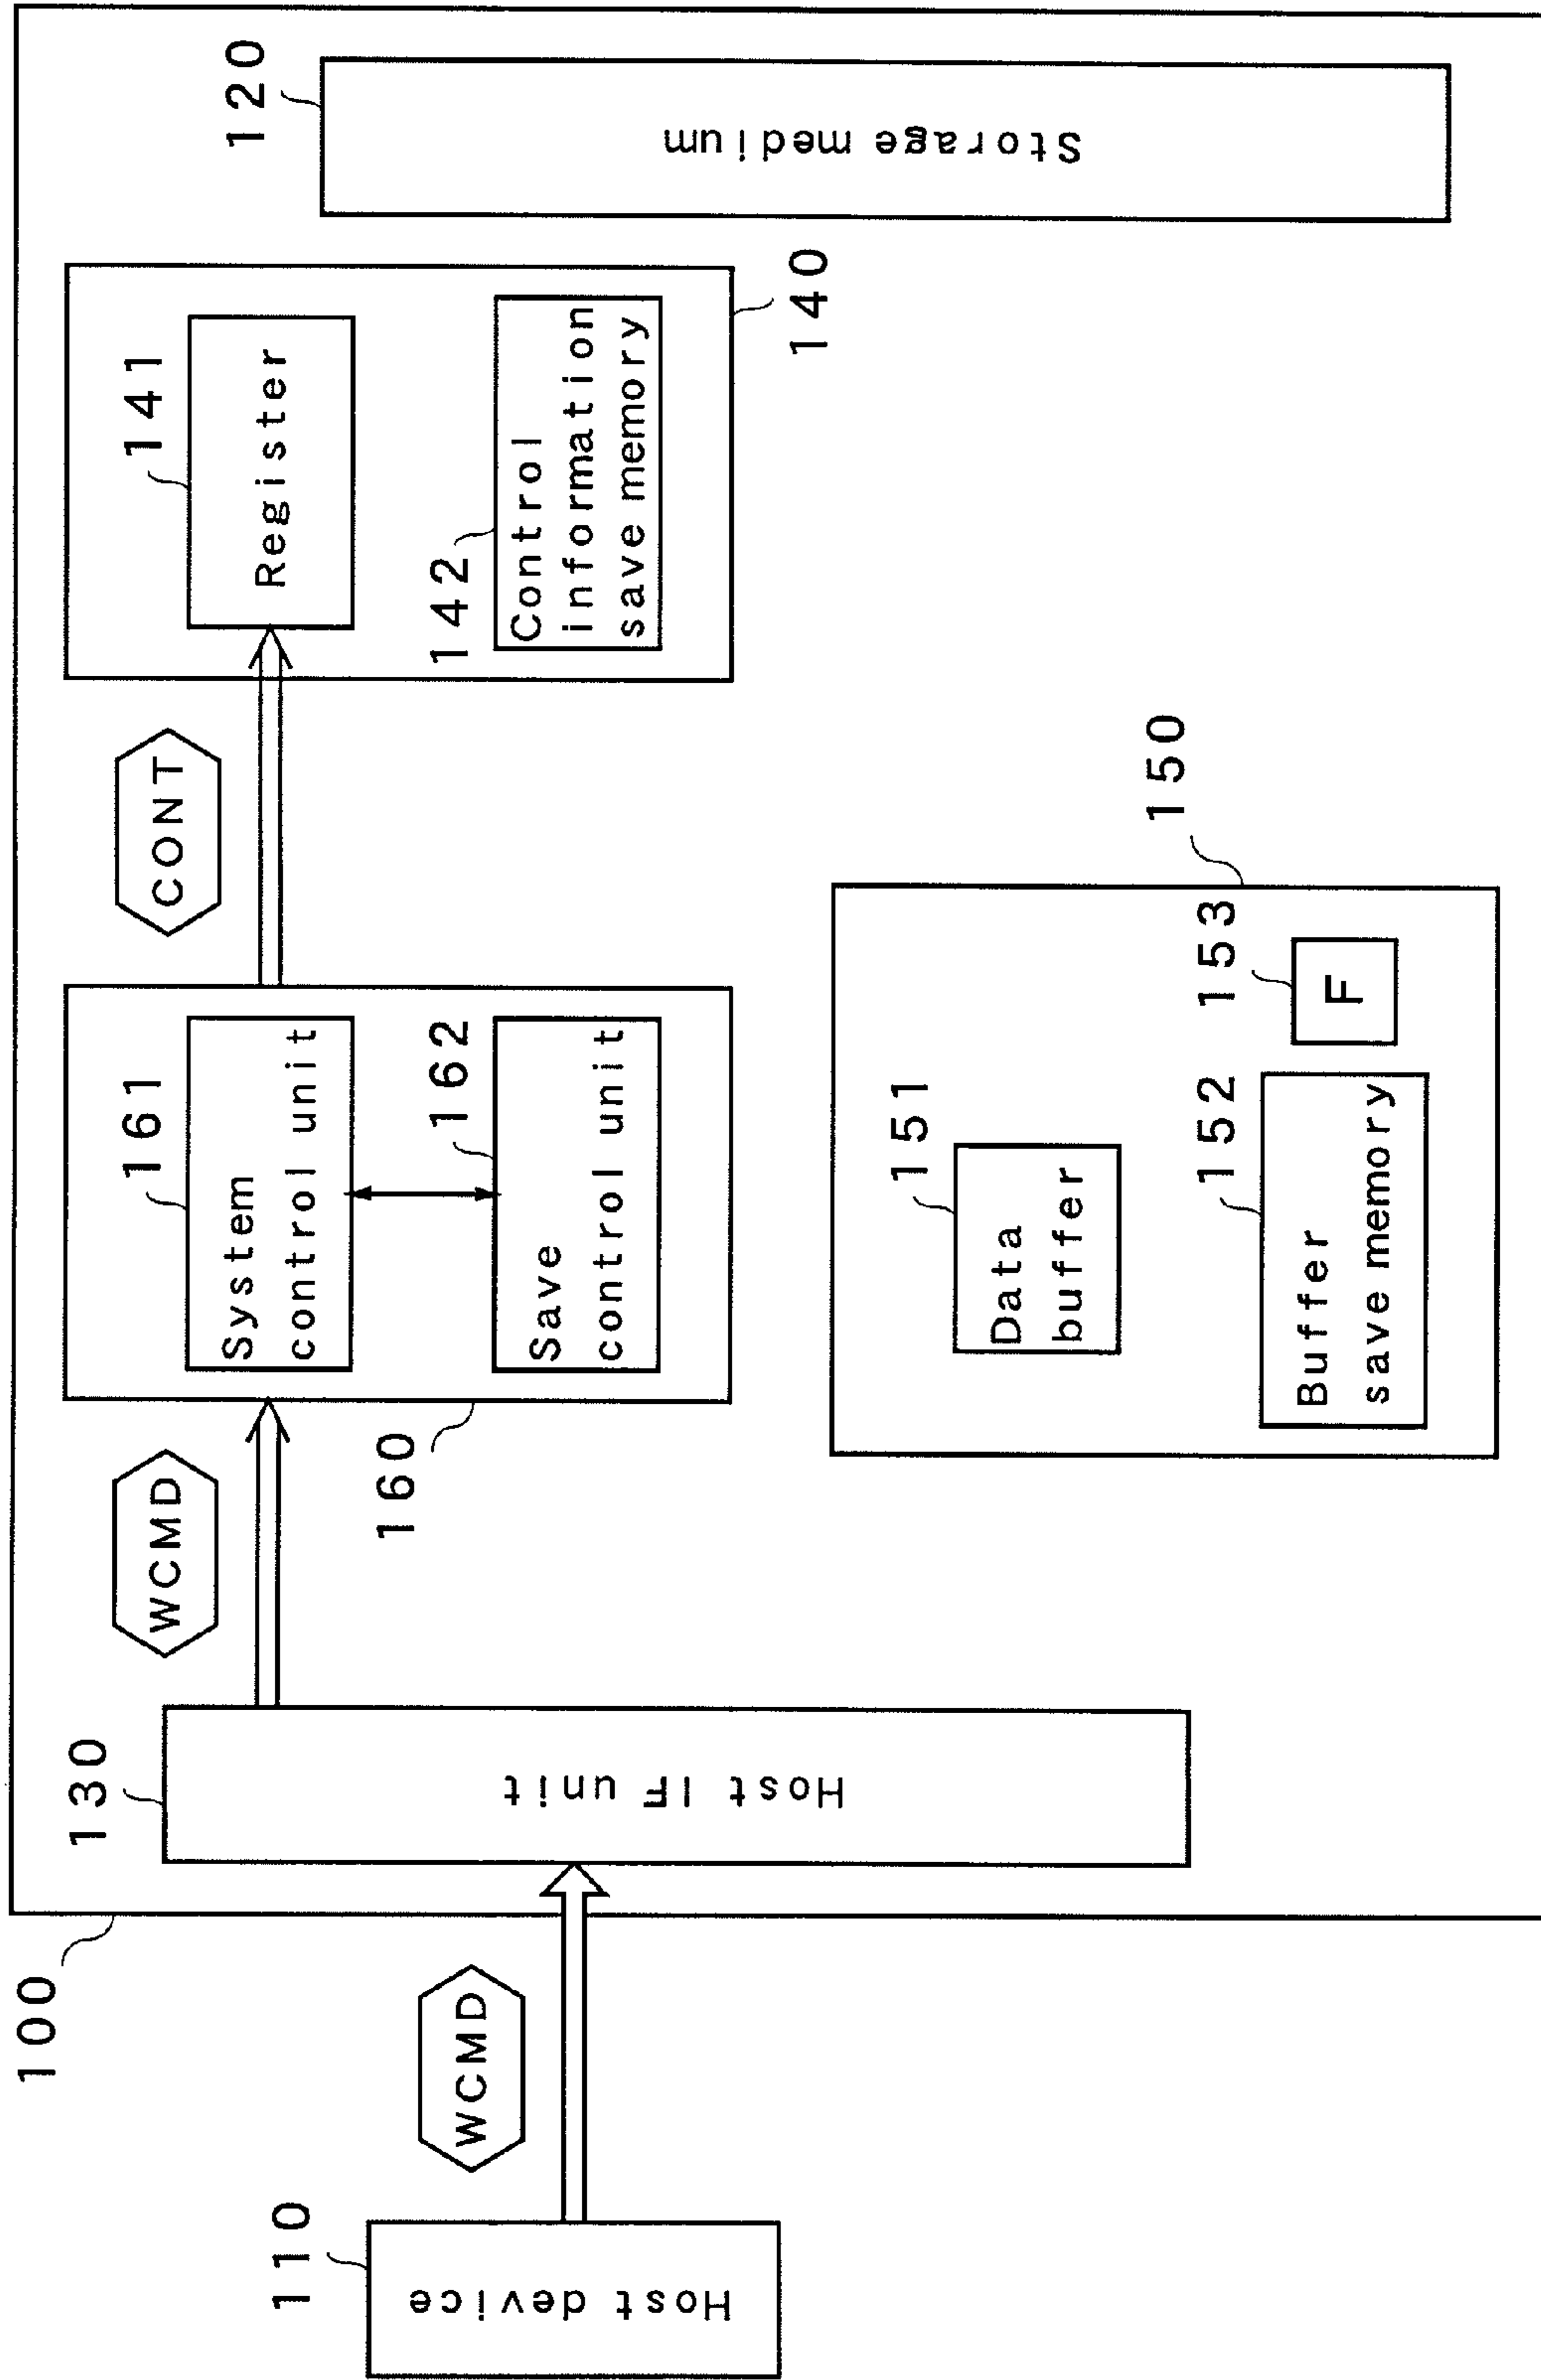 100
110
Host device
WCMD
130
Host IF unit
WCMD
160
161
System
control unit
162
Save
control unit
CONT
141
Register
142
Control
information
save memory
140
120
Storage medium
150
151
Data
buffer
152
Buffer
save memory
153
F